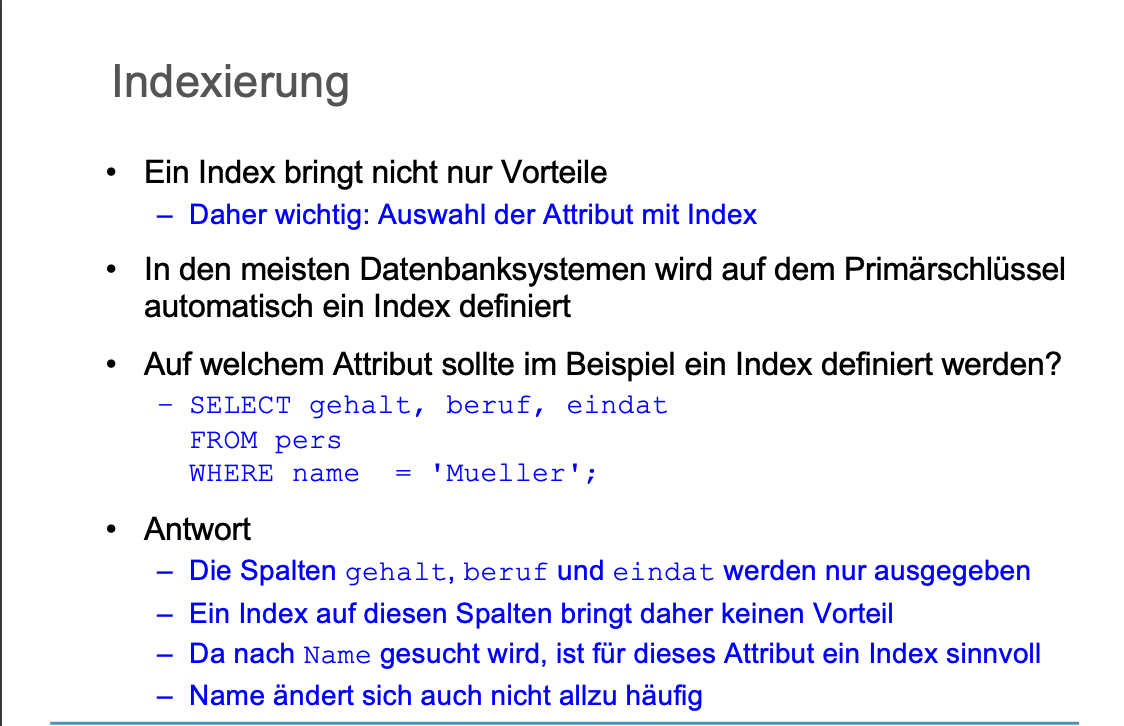 Indexierung
• Ein Index bringt nicht nur Vorteile
– Daher wichtig: Auswahl der Attribut mit Index
• In den meisten Datenbanksystemen wird auf dem Primärschlüssel
automatisch ein Index definiert
• Auf welchem Attribut sollte im Beispiel ein Index definiert werden?
– SELECT gehalt, beruf, eindat
FROM pers
WHERE name = 'Mueller';
• Antwort
– Die Spalten gehalt, beruf und eindat werden nur ausgegeben
– Ein Index auf diesen Spalten bringt daher keinen Vorteil
– Da nach Name gesucht wird, ist für dieses Attribut ein Index sinnvoll
– Name ändert sich auch nicht allzu häufig